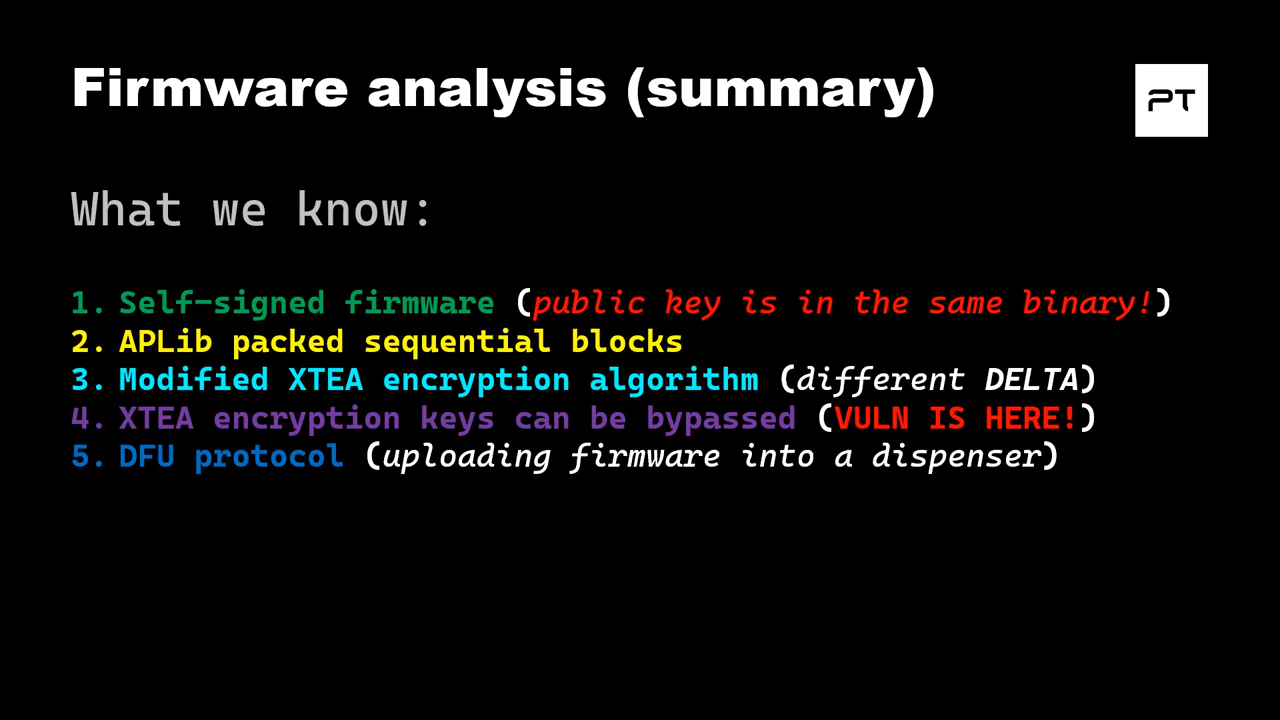 Firmware analysis (summary)
PT
What we know:
1. Self-signed firmware (public key is in the same binary!)
2. APLib packed sequential blocks
3. Modified XTEA encryption algorithm (different DELTA)
4. XTEA encryption keys can be bypassed (VULN IS HERE!)
5. DFU protocol (uploading firmware into a dispenser)